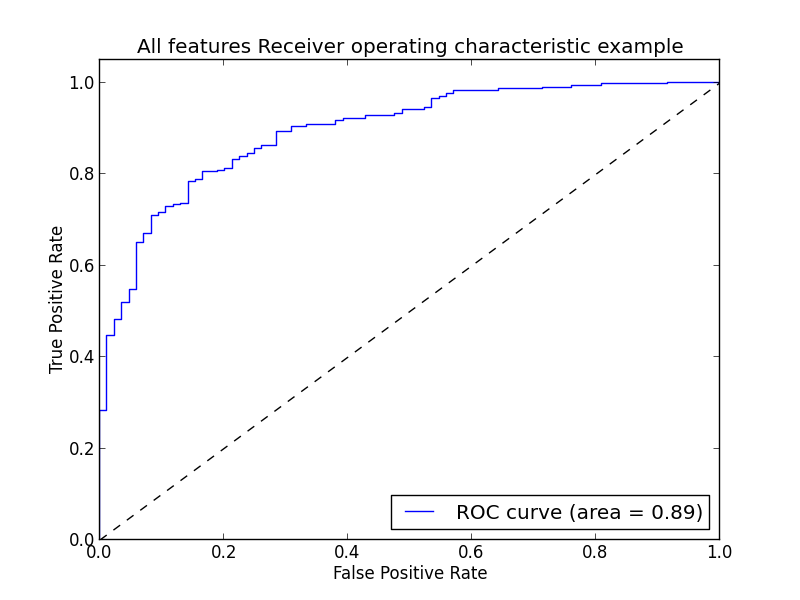 All features Receiver operating characteristic example
True Positive Rate
1.0
0.8
0.6
0.4
0.2
0.0
0.0 0.2 0.4 0.6 0.8 1.0
False Positive Rate
ROC curve (area = 0.89)